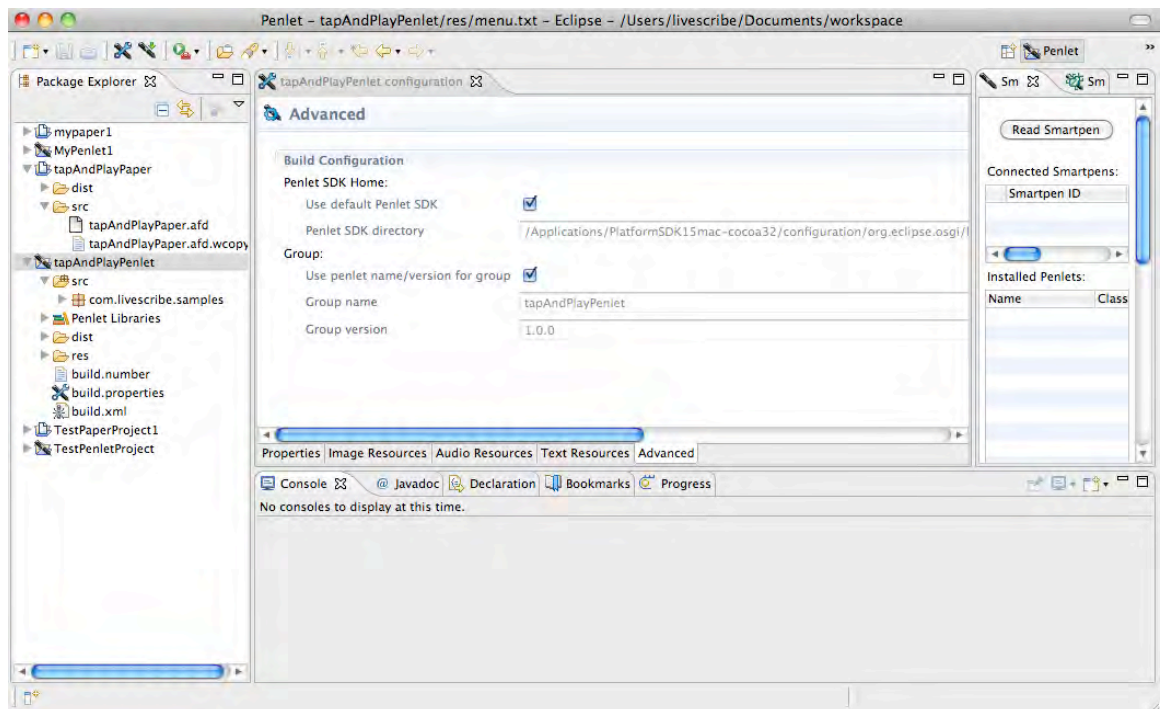 Penlet – tapAndPlayPenlet/res/menu.txt – Eclipse – /Users/livescribe/Documents/workspace
Penlet
»
Package Explorer
mypaper1
MyPenlet1
tapAndPlayPaper
dist
src
tapAndPlayPaper.afd
tapAndPlayPaper.afd.wcopy
tapAndPlayPenlet
src
com.livescribe.samples
Penlet Libraries
dist
res
build.number
build.properties
build.xml
TestPaperProject1
TestPenletProject
tapAndPlayPenlet configuration
Advanced
Build Configuration
Penlet SDK Home:
Use default Penlet SDK
Penlet SDK directory
/Applications/PlatformSDK15mac-cocoa32/configuration/org.eclipse.osgi/
Group:
Use penlet name/version for group
Group name
tapAndPlayPenlet
Group version
1.0.0
Properties Image Resources Audio Resources Text Resources Advanced
Sm Sm
Read Smartpen
Connected Smartpens:
Smartpen ID
Installed Penlets:
Name Class
Console @ Javadoc Declaration Bookmarks Progress
No consoles to display at this time.